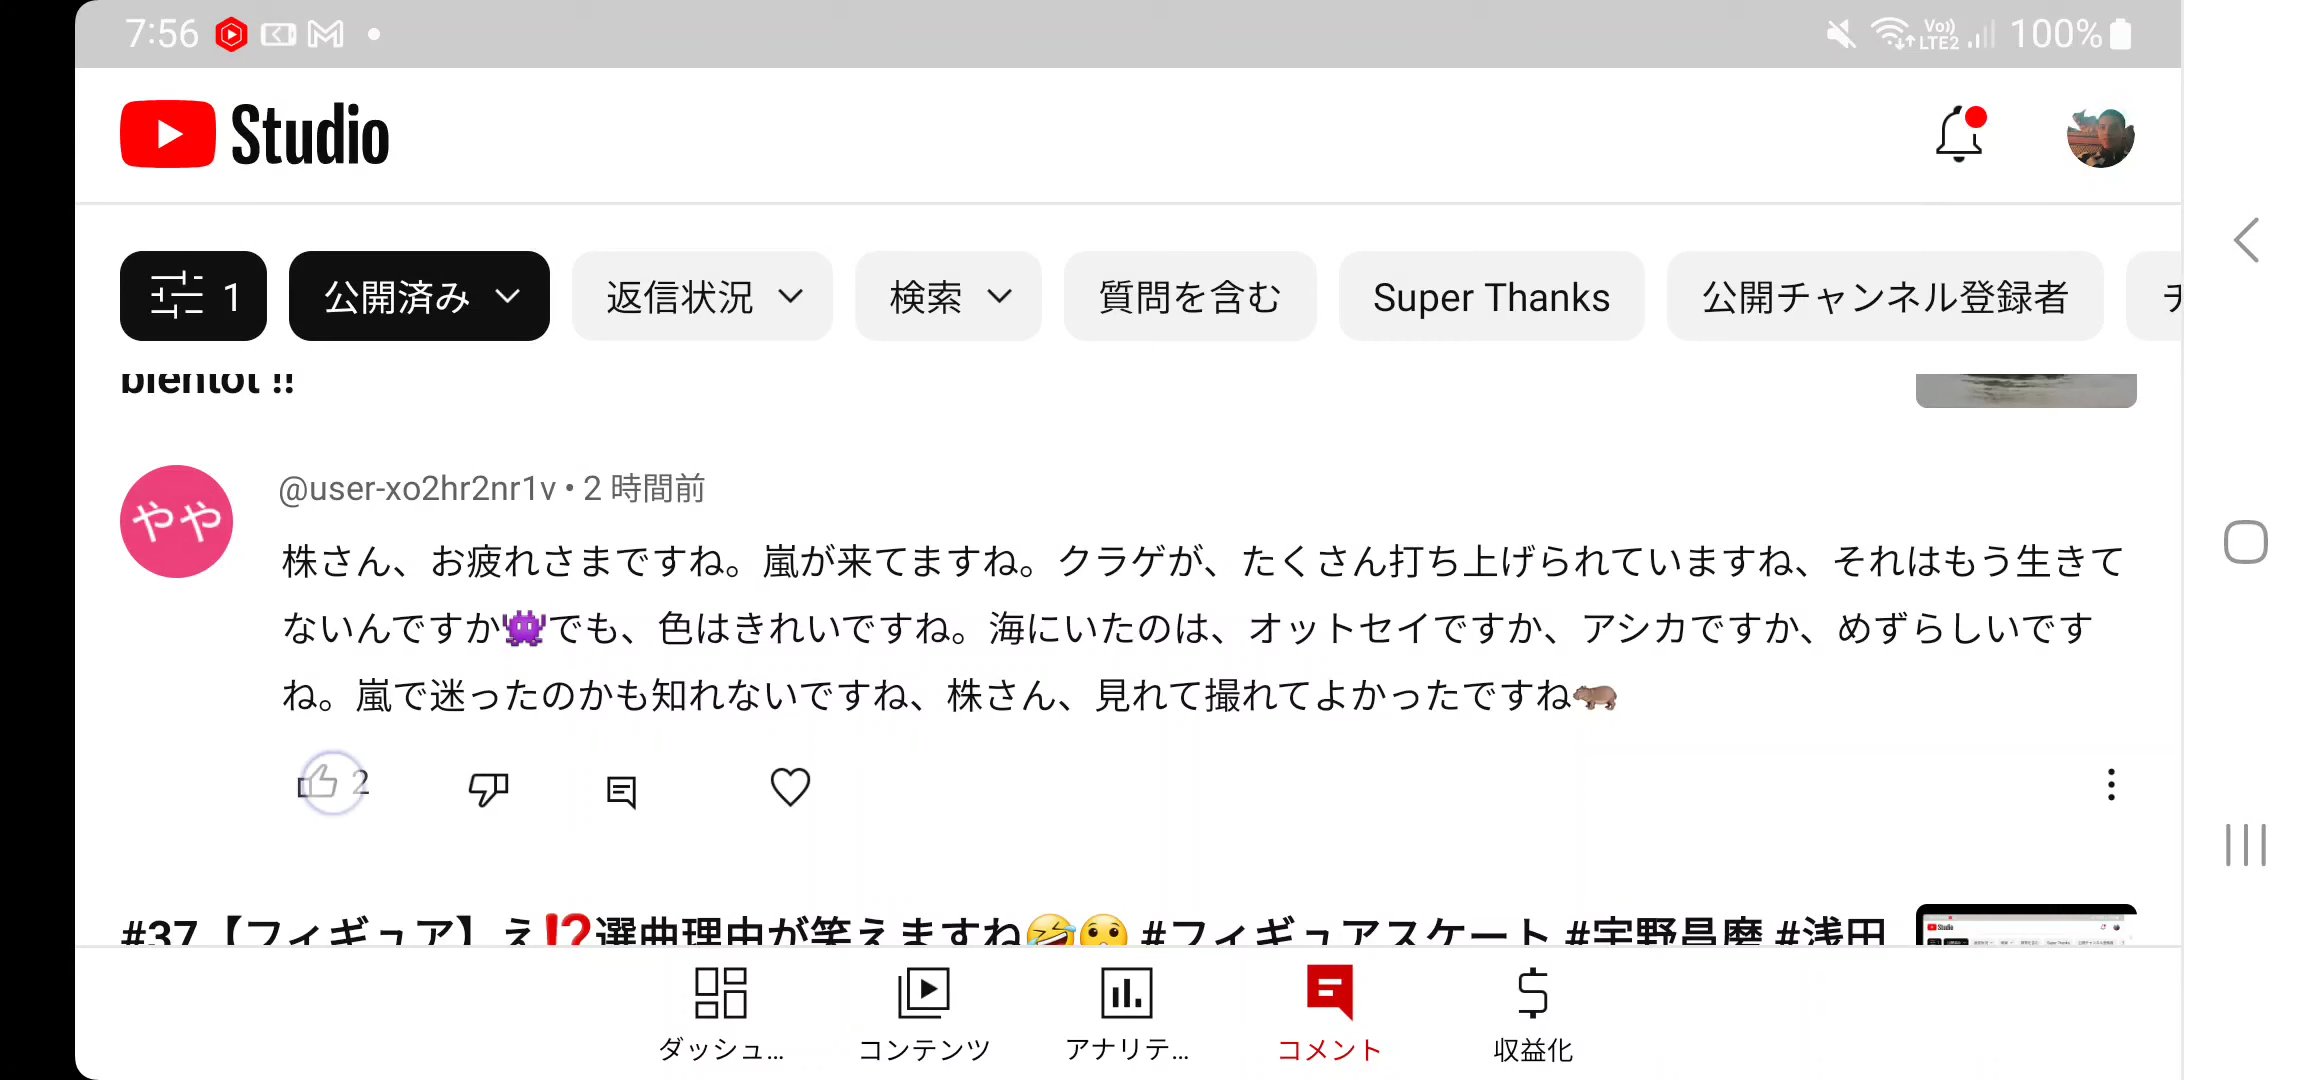 7:56
Vo))
LTE2
100%
Studio
1
公開済み
返信状況
検索
質問を含む
Super Thanks
公開チャンネル登録者
bientôt !!
やや
@user-xo2hr2nr1v • 2 時間前
株さん、お疲れさまですね。嵐が来てますね。クラゲが、たくさん打ち上げられていますね、それはもう生きて
ないんですか👾でも、色はきれいですね。海にいたのは、オットセイですか、アシカですか、めずらしいです
ね。嵐で迷ったのかも知れないですね、株さん、見れて撮れてよかったですね🦛
2
#37【フィギュア】え⁉️選曲理由が笑えますね🤣😲 #フィギュアスケート #宇野昌磨 #浅田
ダッシュ...
コンテンツ
アナリテ...
コメント
収益化